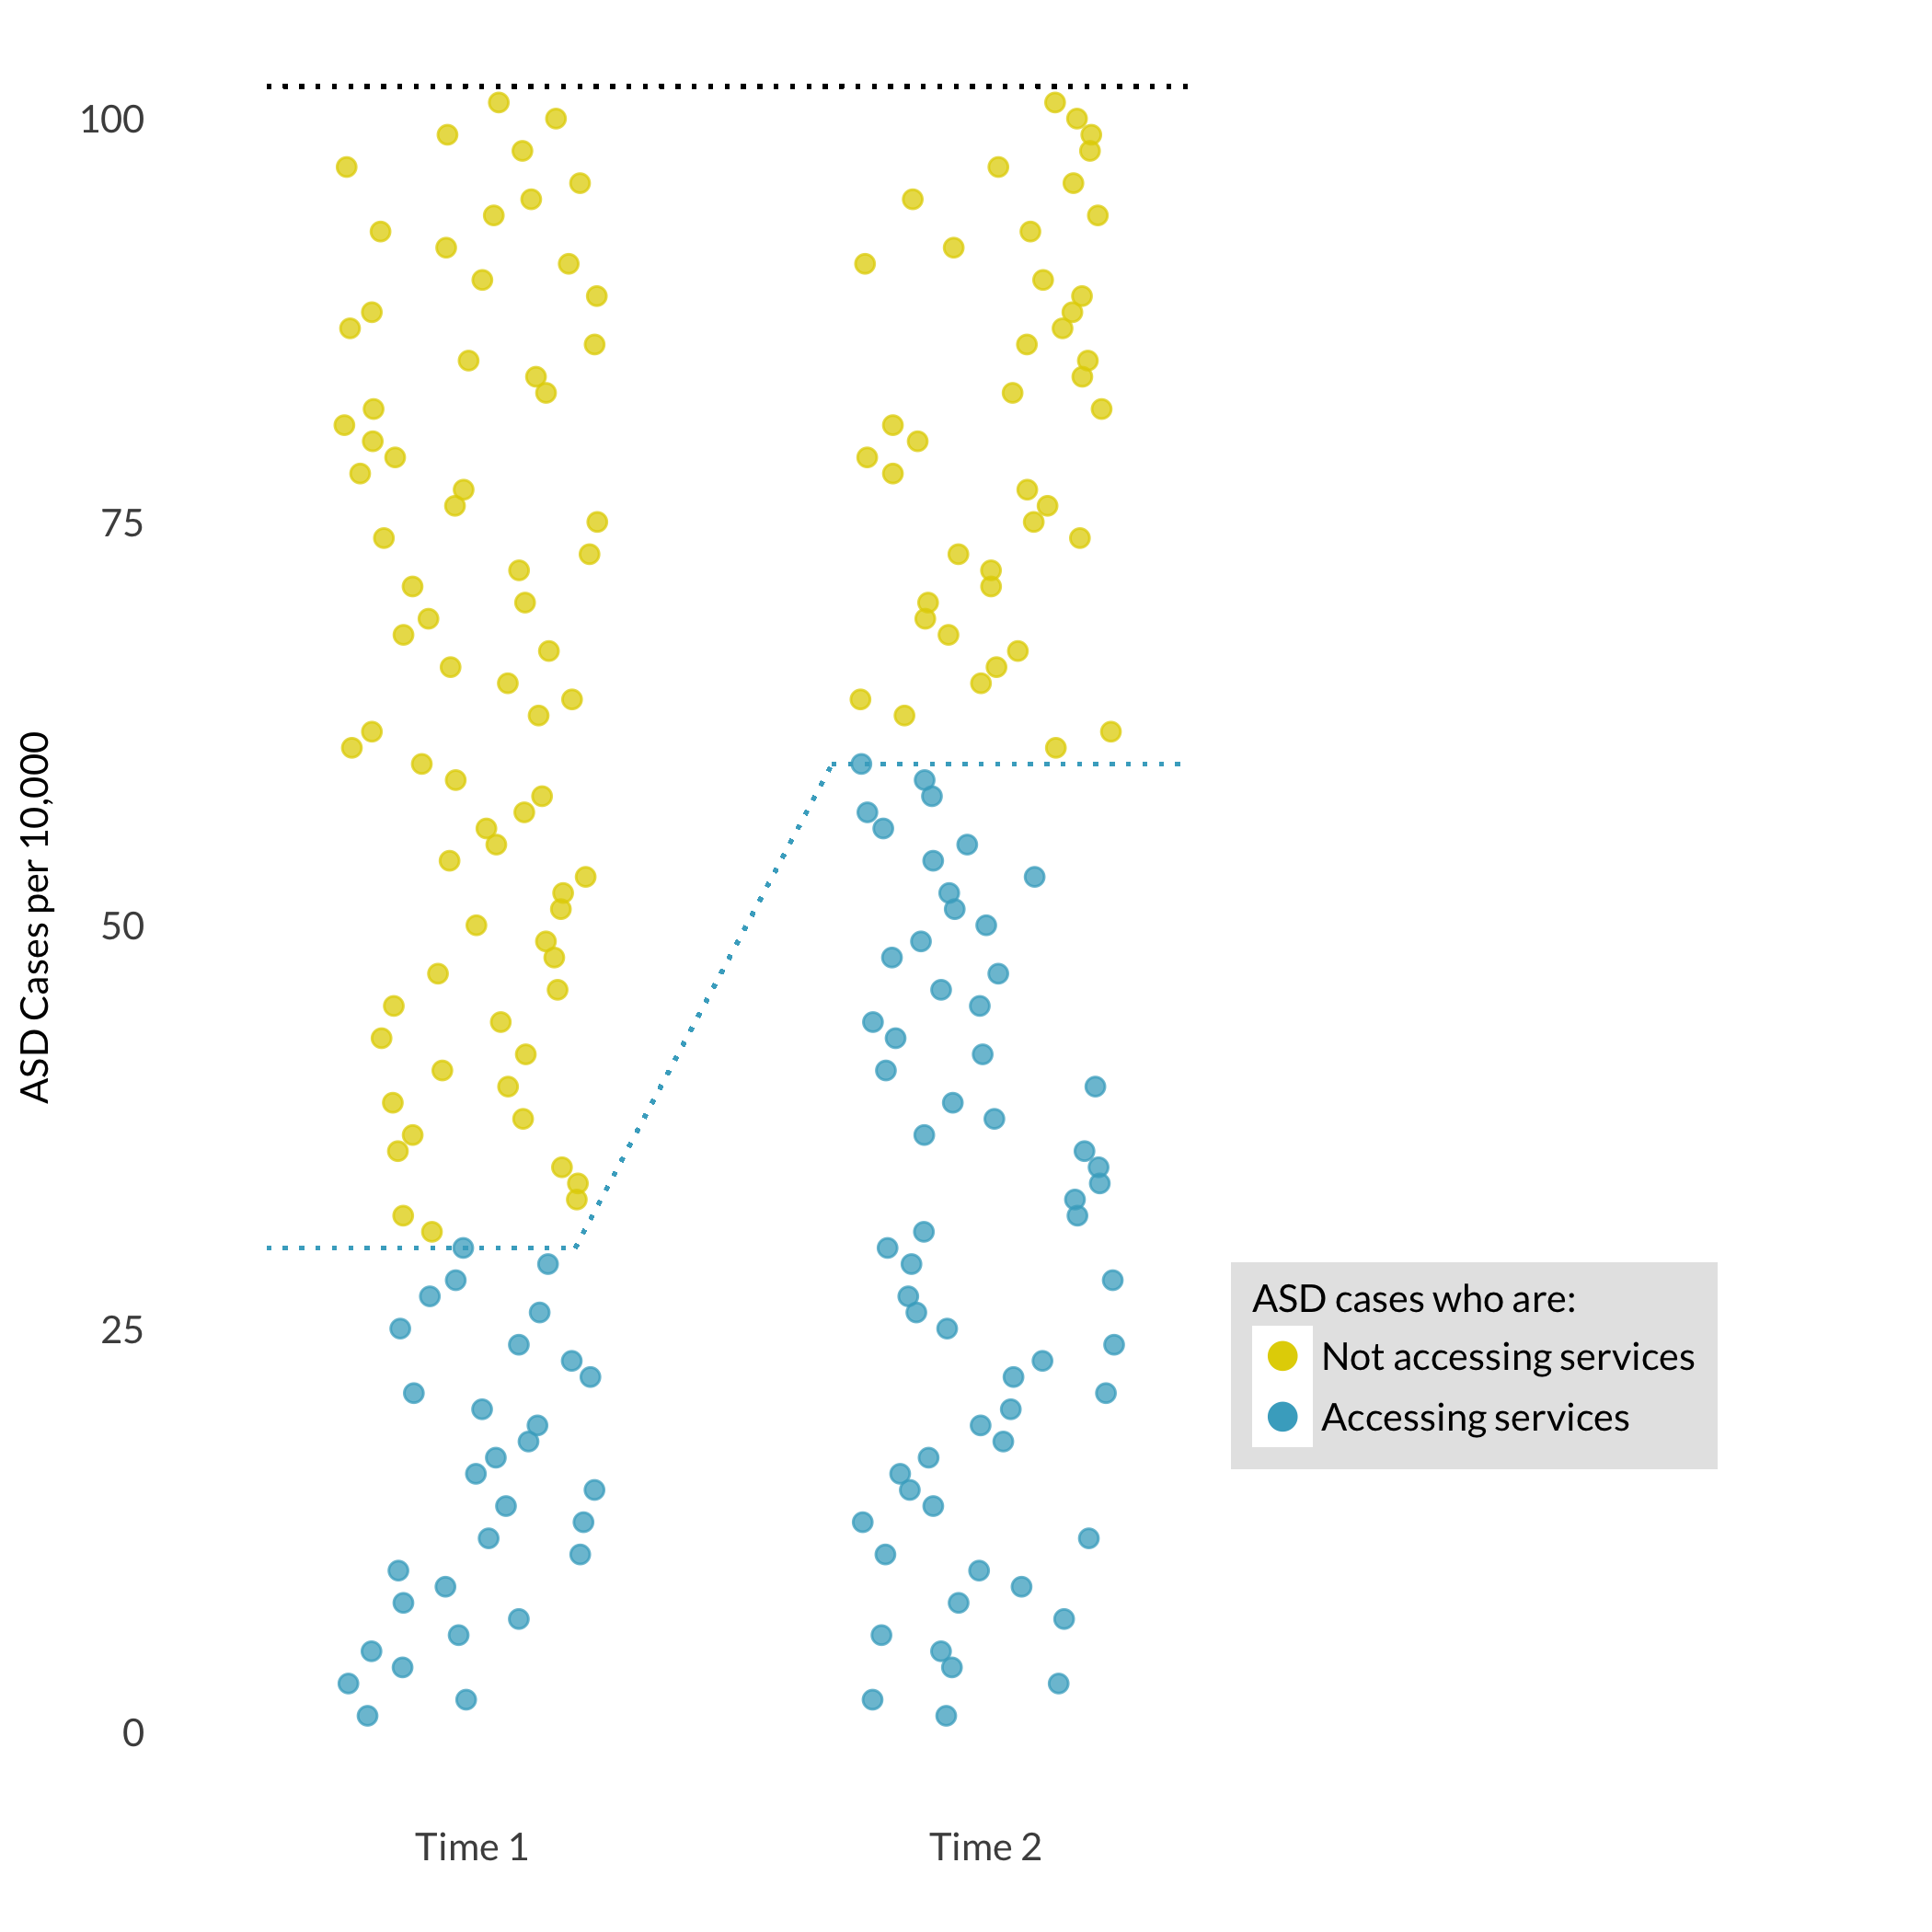 100
75
50
25
0
ASD Cases per 10,000
Time 1
Time 2
ASD cases who are:
Not accessing services
Accessing services